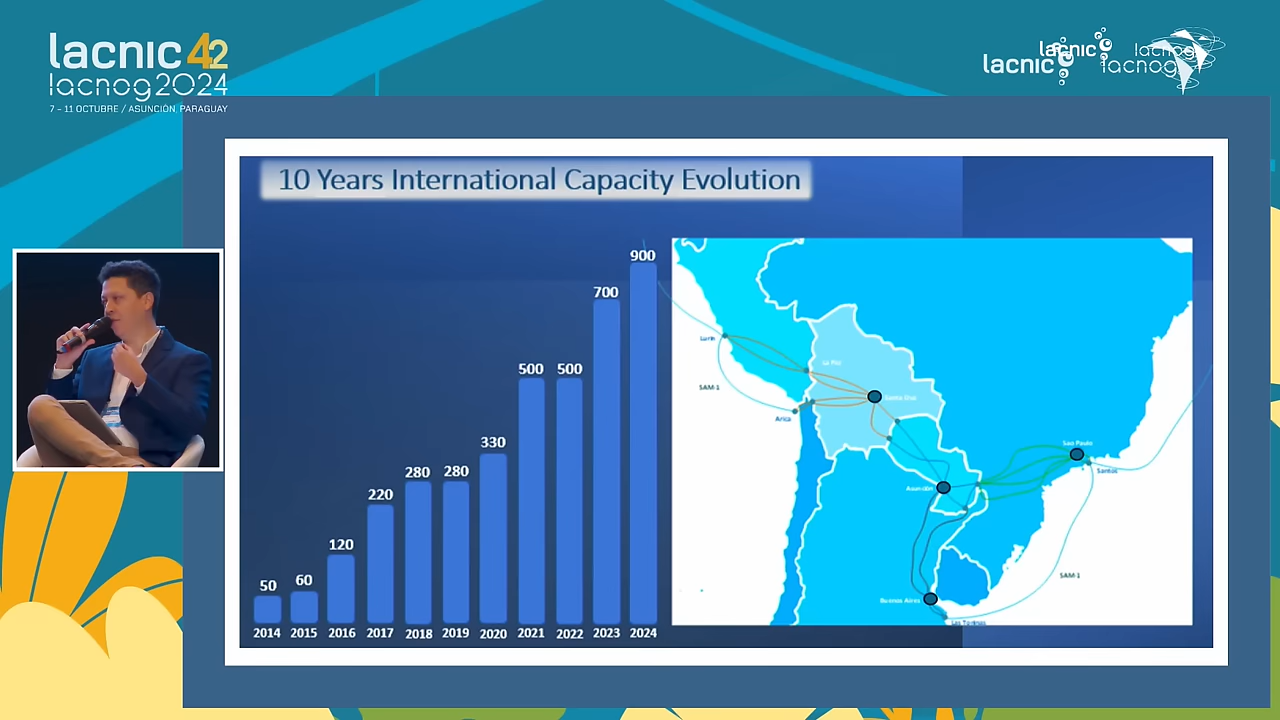 lacnic 42
lacnog2024
7 - 11 OCTUBRE / ASUNCIÓN, PARAGUAY
lacnic
lacnog
lacnic
lacnog
10 Years International Capacity Evolution
50
60
120
220
280
280
330
500
500
700
900
2014
2015
2016
2017
2018
2019
2020
2021
2022
2023
2024
Lurín
La Paz
SAM-1
Santa Cruz
Arica
Sao Paulo
Santos
Asunción
SAM-1
Buenos Aires
Las Toninas